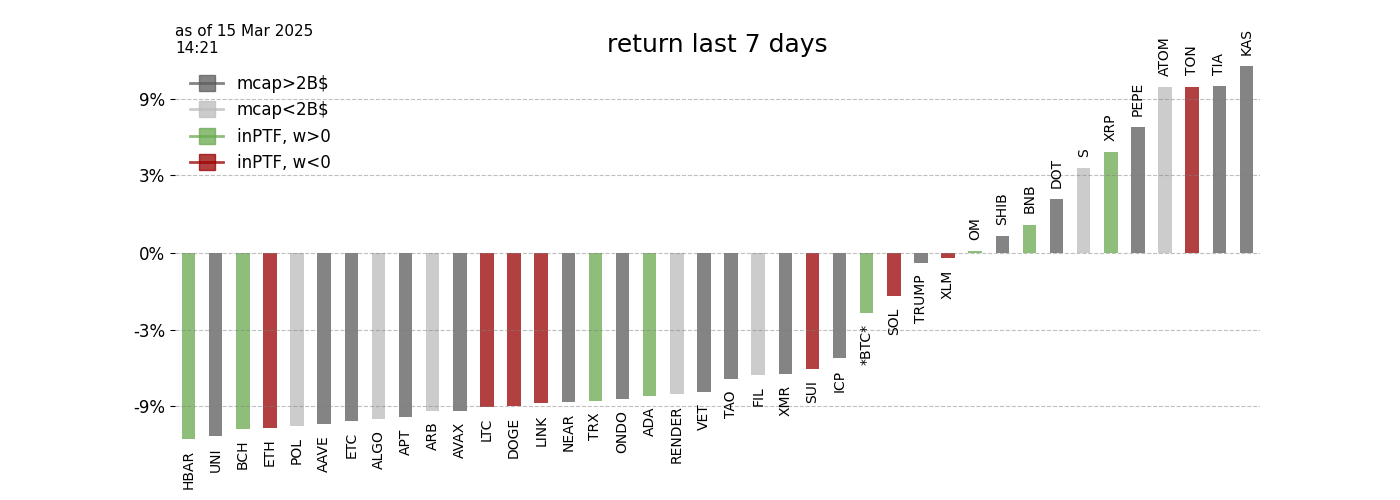 as of 15 Mar 2025
14:21
return last 7 days
mcap>2B$
mcap<2B$
inPTF, w>0
inPTF, w<0
9%
3%
0%
-3%
-9%
HBAR
UNI
BCH
ETH
POL
AAVE
ETC
ALGO
APT
ARB
AVAX
LTC
DOGE
LINK
NEAR
TRX
ONDO
ADA
RENDER
VET
TAO
FIL
XMR
SUI
ICP
*BTC*
SOL
TRUMP
XLM
OM
SHIB
BNB
DOT
S
XRP
PEPE
ATOM
TON
TIA
KAS